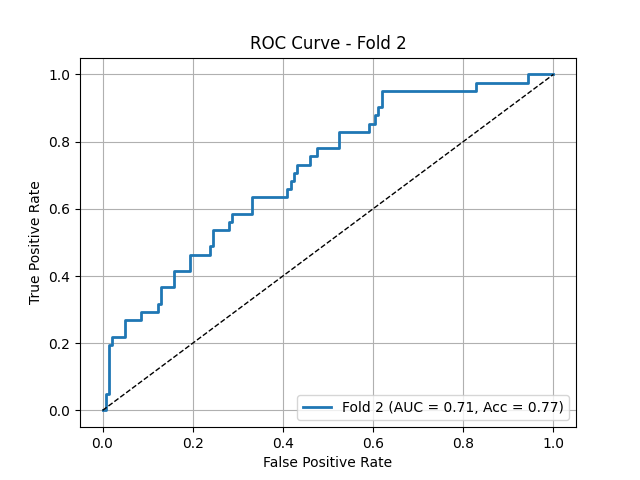 ROC Curve - Fold 2
True Positive Rate
1.0
0.8
0.6
0.4
0.2
0.0
Fold 2 (AUC = 0.71, Acc = 0.77)
0.0 0.2 0.4 0.6 0.8 1.0
False Positive Rate